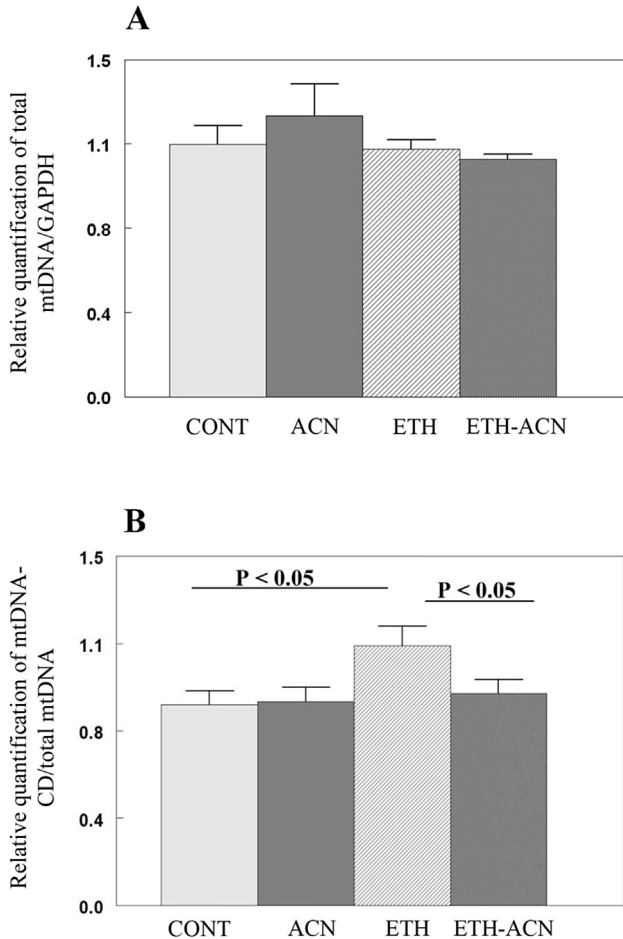 A
Relative quantification of total
mtDNA/GAPDH
1.5
1.1
0.8
0.4
0.0
CONT ACN ETH ETH-ACN
B
Relative quantification of mtDNA-
CD/total mtDNA
1.5
1.1
0.8
0.4
0.0
P < 0.05 P < 0.05
CONT ACN ETH ETH-ACN